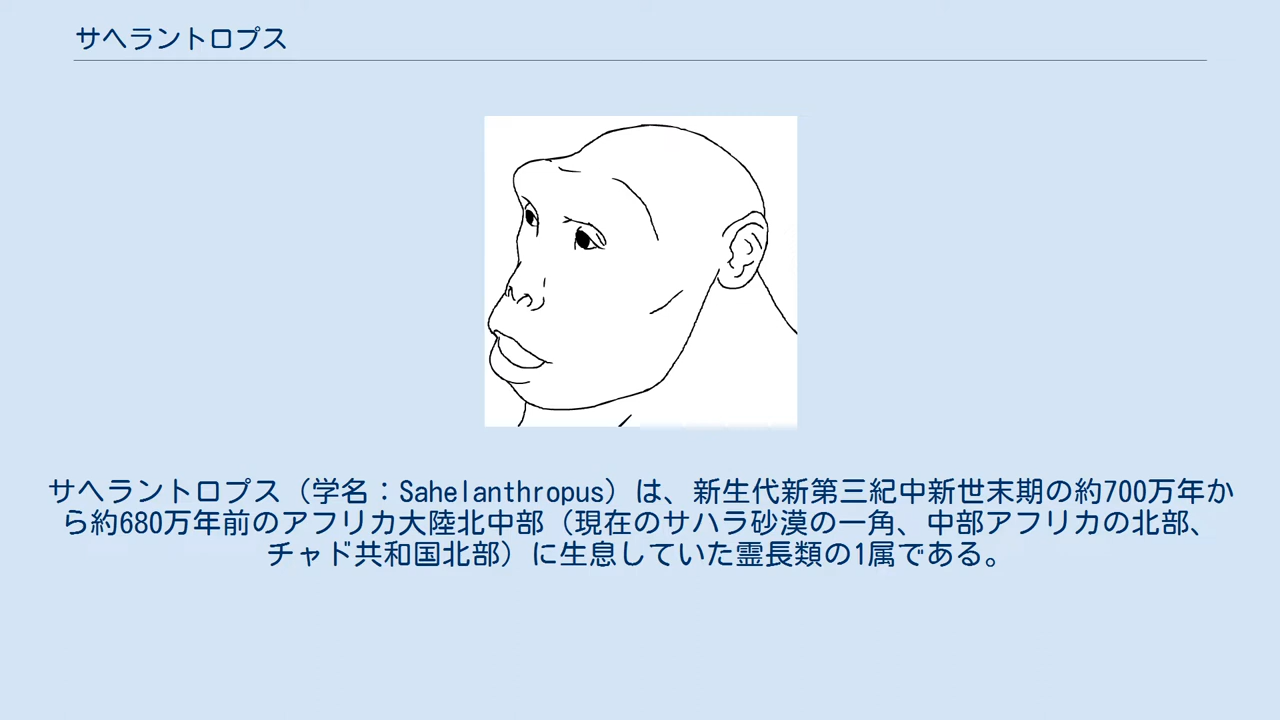 サヘラントロプス
サヘラントロプス（学名：Sahelanthropus）は、新生代新第三紀中新世末期の約700万年か
ら約680万年前のアフリカ大陸北中部（現在のサハラ砂漠の一角、中部アフリカの北部、
チャド共和国北部）に生息していた霊長類の1属である。